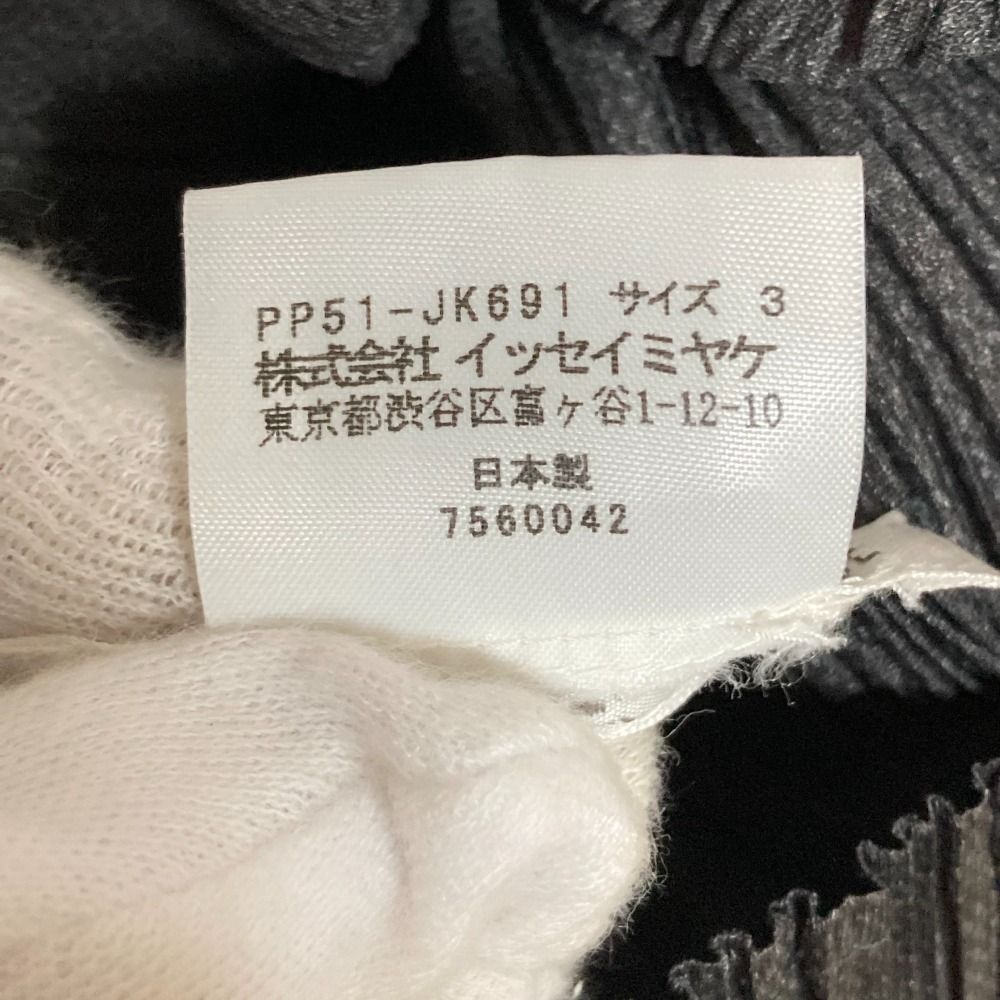 PP51-JK691 サイズ 3
株式会社 イッセイミヤケ
東京都渋谷区富ヶ谷1-12-10
日本製
7560042